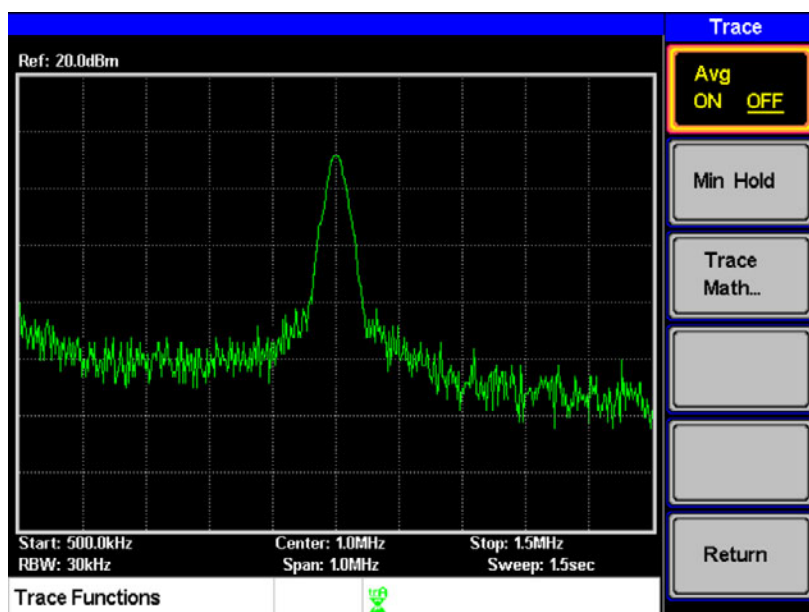 Trace
Ref: 20.0dBm
Avg
ON OFF
Min Hold
Trace
Math...
Start: 500.0kHz Center: 1.0MHz Stop: 1.5MHz
RBW: 30kHz Span: 1.0MHz Sweep: 1.5sec
Return
Trace Functions